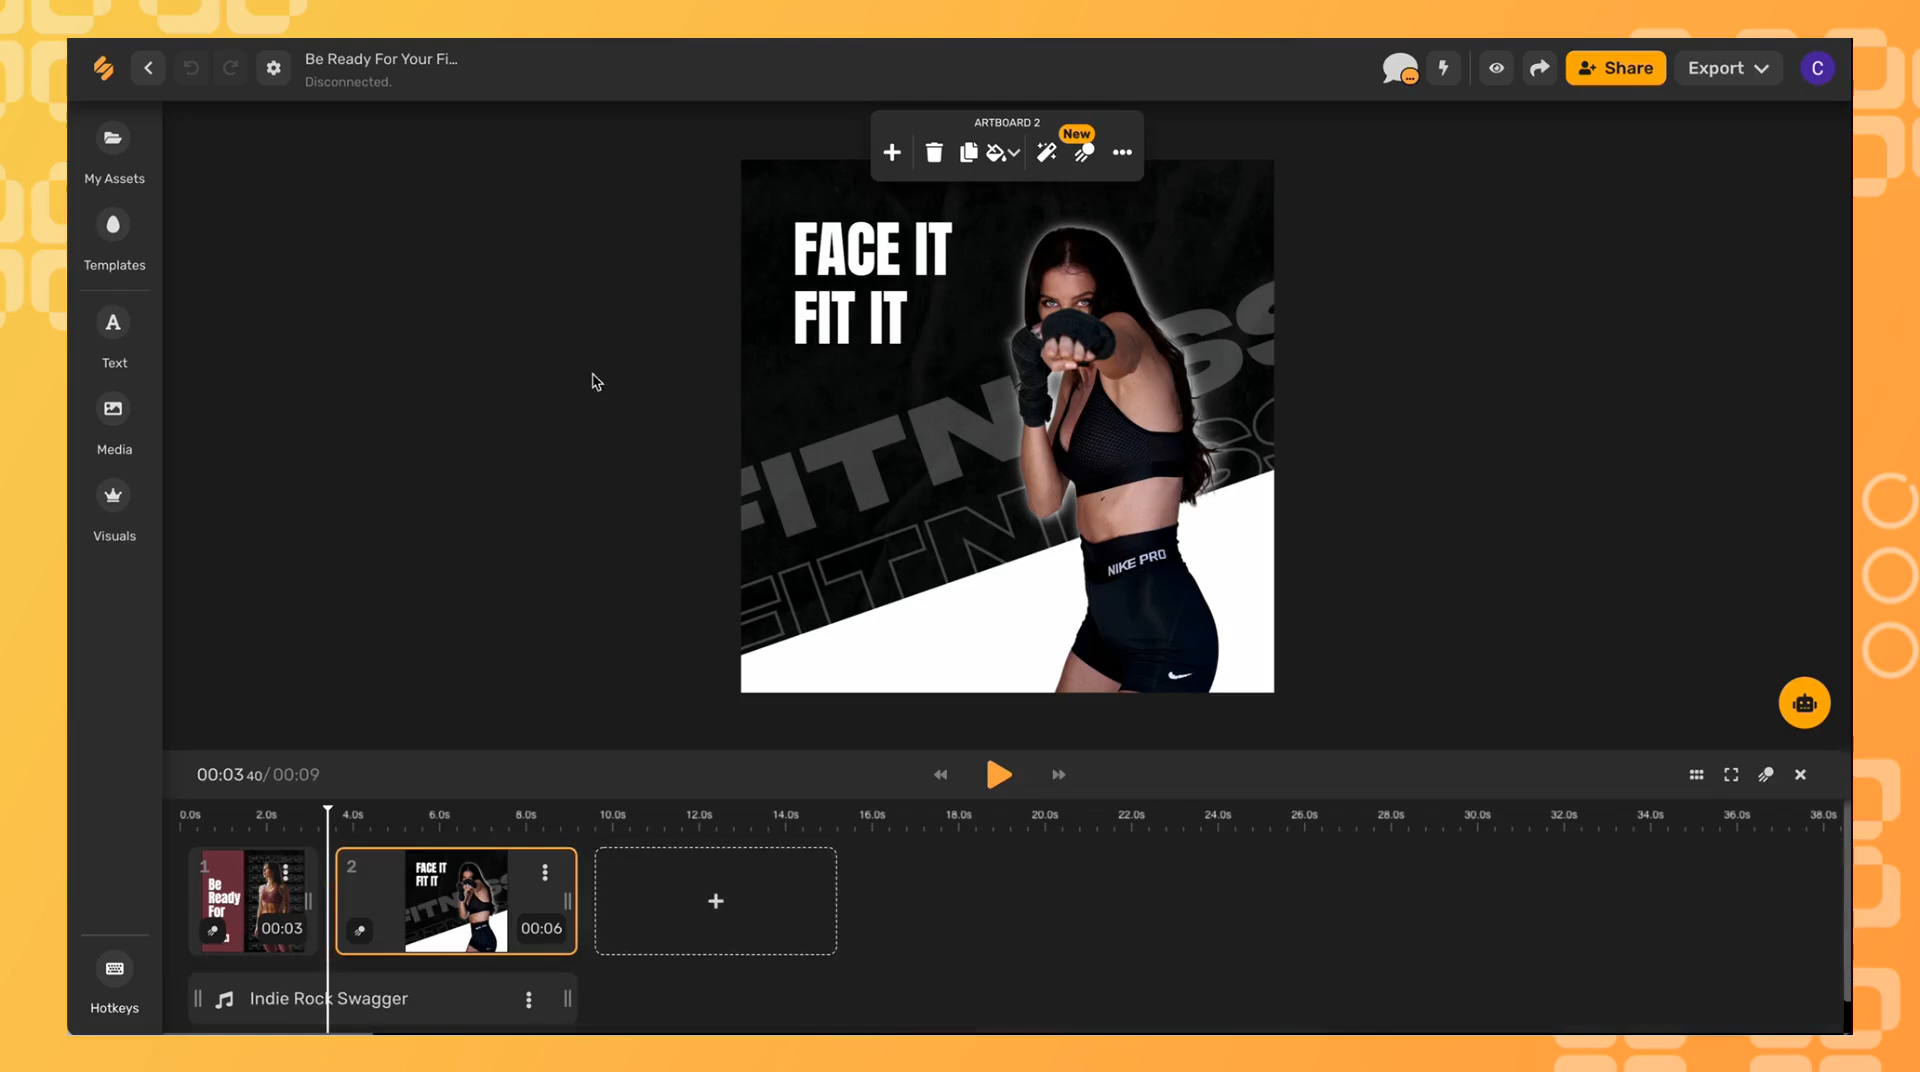 Be Ready For Your Fi...
Disconnected.
Share
Export
C
My Assets
Templates
Text
Media
Visuals
Hotkeys
ARTBOARD 2
New
FACE IT
FIT IT
FITNESS
FITNESS
NIKE PRO
00:03 40 / 00:09
0.0s 2.0s 4.0s 6.0s 8.0s 10.0s 12.0s 14.0s 16.0s 18.0s 20.0s 22.0s 24.0s 26.0s 28.0s 30.0s 32.0s 34.0s 36.0s 38.0s
1
Be
Ready
For
00:03
2
FACE IT
FIT IT
00:06
Indie Rock Swagger